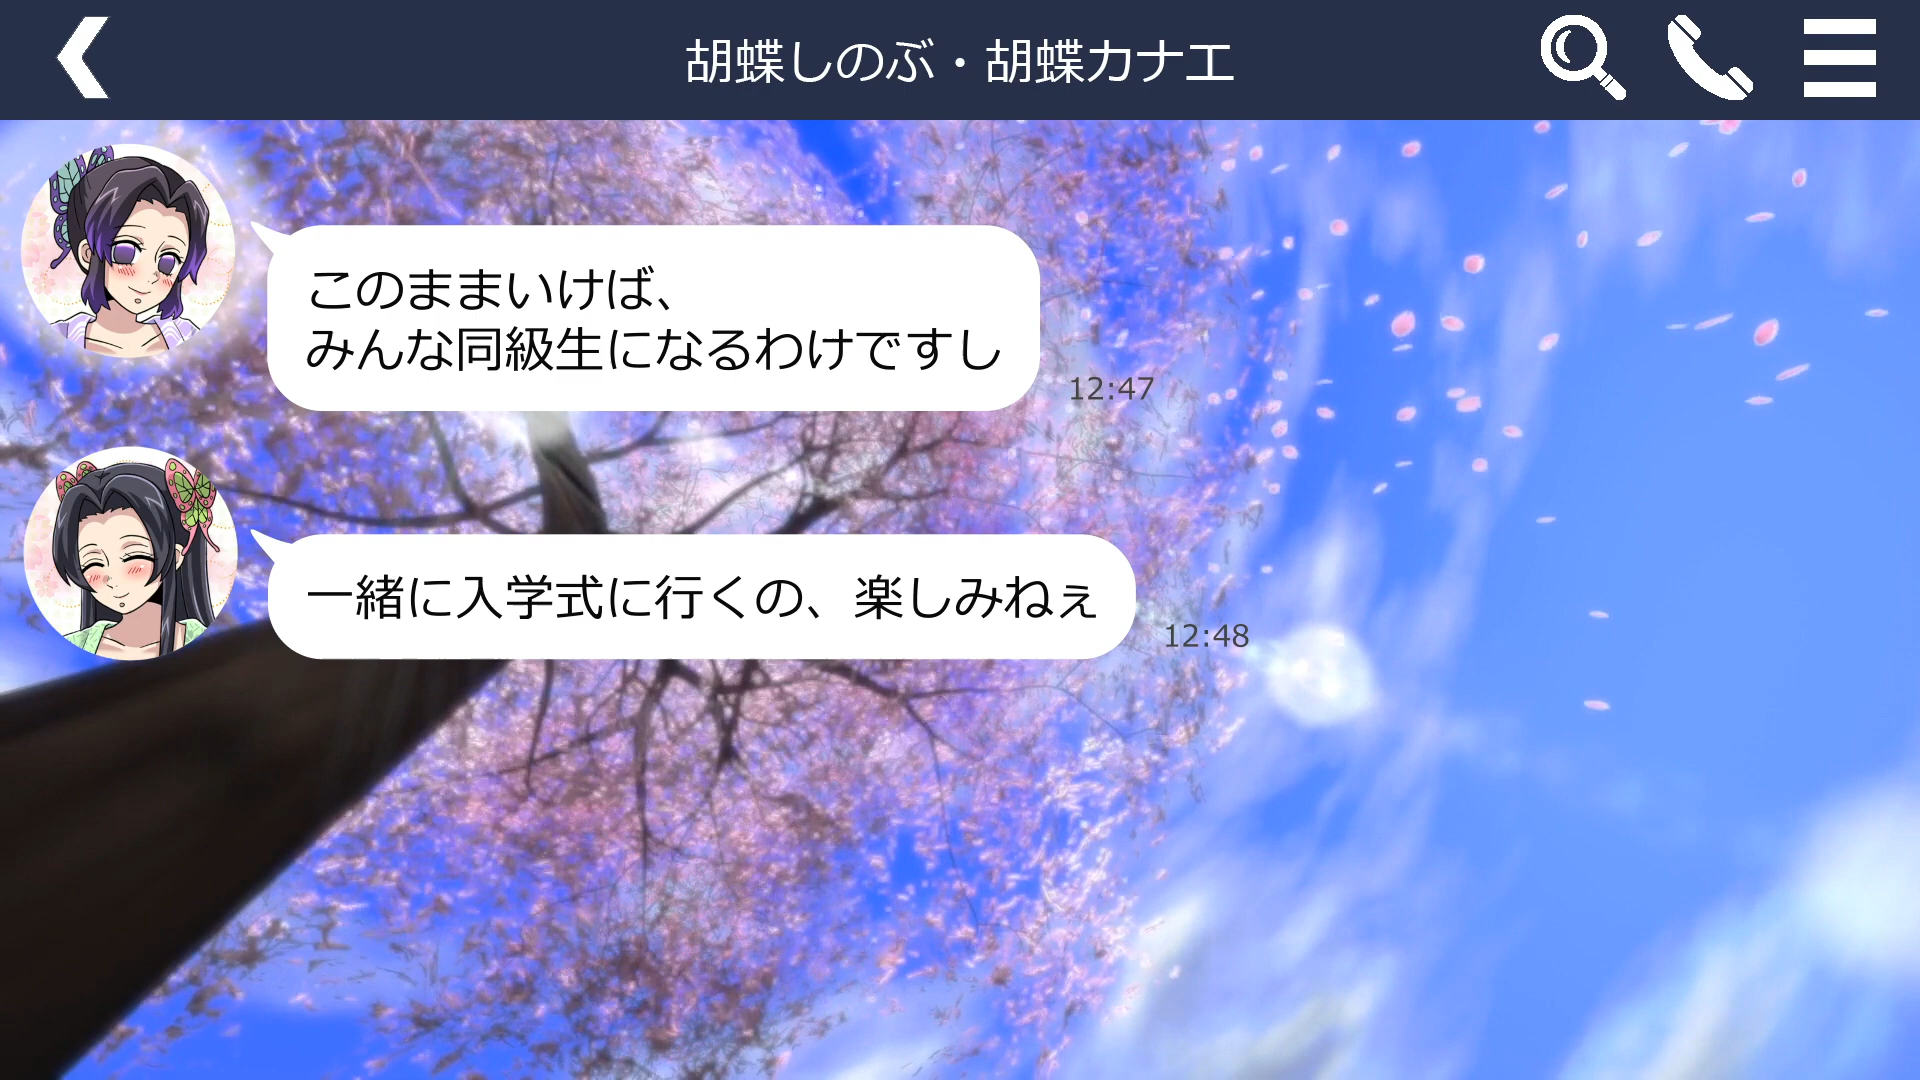 胡蝶しのぶ・胡蝶カナエ
このままいけば、
みんな同級生になるわけですし
12:47
一緒に入学式に行くの、楽しみねぇ
12:48